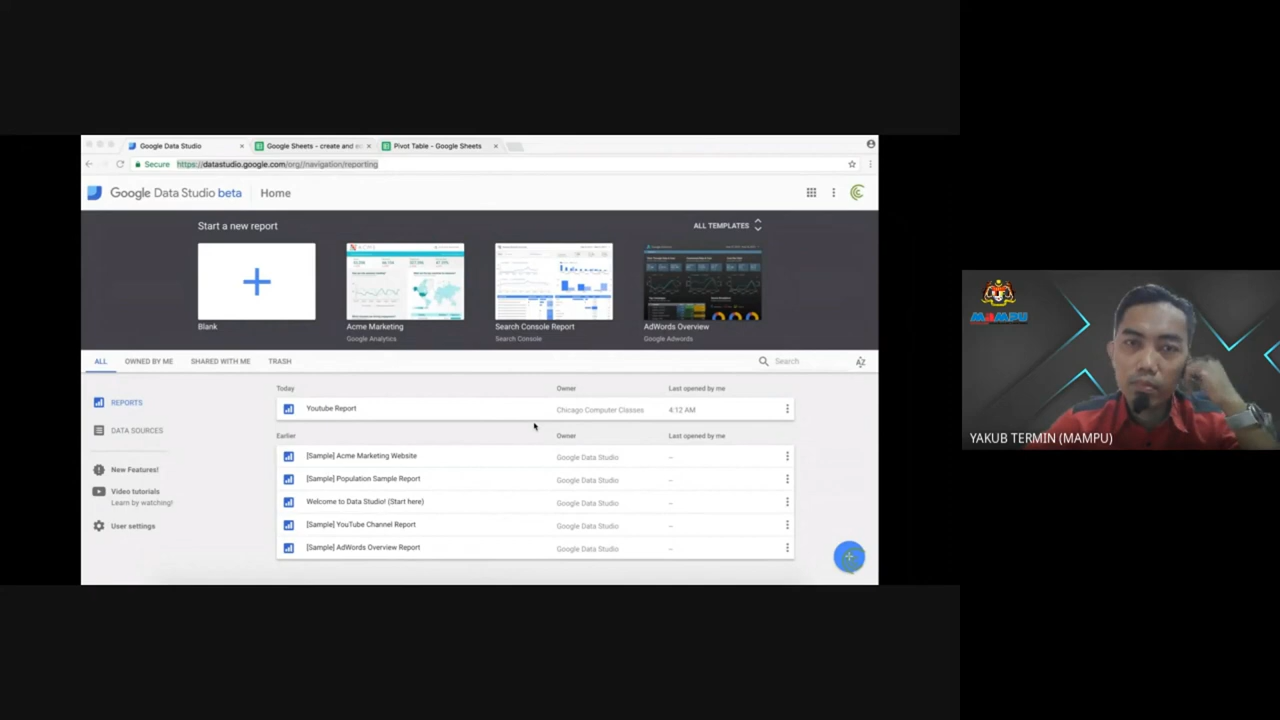 Google Data Studio
Google Sheets - create and e
Pivot Table - Google Sheets
Secure
https://datastudio.google.com/org//navigation/reporting
Google Data Studio beta
Home
Start a new report
ALL TEMPLATES
Blank
Acme Marketing
Google Analytics
Search Console Report
Search Console
AdWords Overview
Google Adwords
ALL
OWNED BY ME
SHARED WITH ME
TRASH
Search
REPORTS
DATA SOURCES
New Features!
Video tutorials
Learn by watching!
User settings
Today
Owner
Last opened by me
Youtube Report
Chicago Computer Classes
4:12 AM
Earlier
Owner
Last opened by me
[Sample] Acme Marketing Website
Google Data Studio
--
[Sample] Population Sample Report
Google Data Studio
--
Welcome to Data Studio! (Start here)
Google Data Studio
--
[Sample] YouTube Channel Report
Google Data Studio
--
[Sample] AdWords Overview Report
Google Data Studio
--
MAMPU
YAKUB TERMIN (MAMPU)